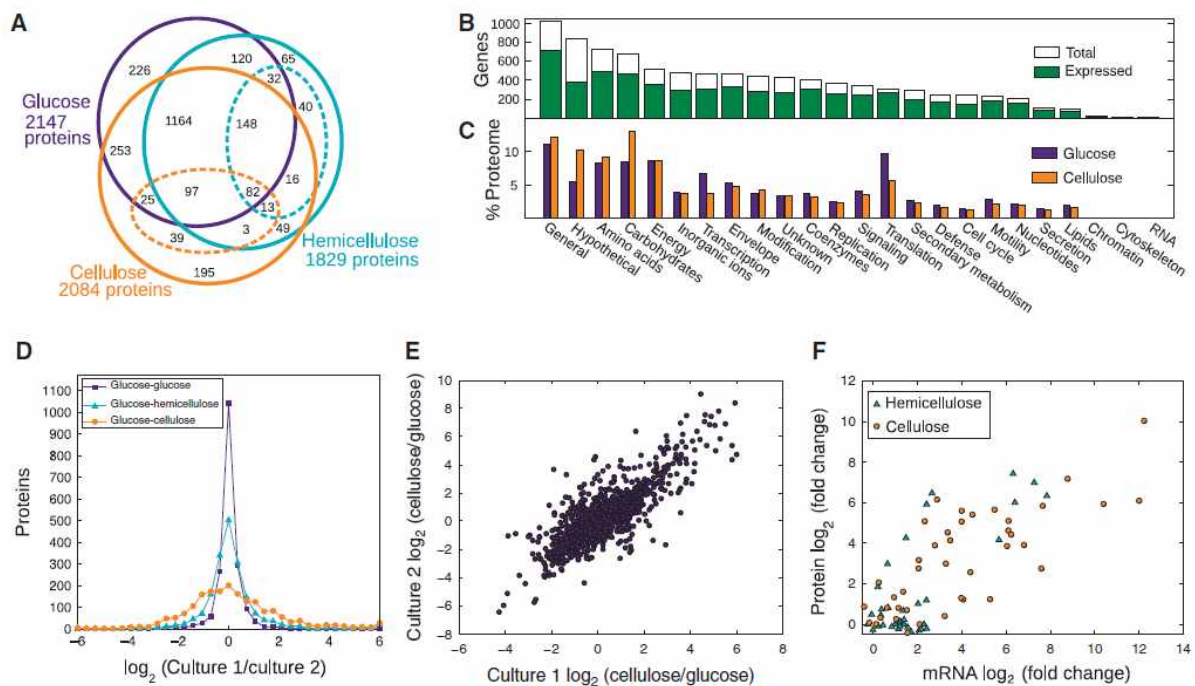 A
226
120
65
32
40
Glucose
2147
proteins
1164
148
253
16
97
82
25
13
3
49
39
Hemicellulose
1829 proteins
Cellulose
2084 proteins
195
B
Genes
1000
800
600
400
200
Total
Expressed
C
% Proteome
10
5
Glucose
Cellulose
General
Hypothetical
Amino acids
Carbohydrates
Energy
Inorganic ions
Transcription
Envelope
Modification
Unknown
Coenzymes
Replication
Signaling
Translation
Secondary metabolism
Defense
Cell cycle
Motility
Nucleotides
Secretion
Lipids
Chromatin
Cytoskeleton
RNA
D
Glucose-glucose
Glucose-hemicellulose
Glucose-cellulose
Proteins
1100
1000
900
800
700
600
500
400
300
200
100
0
−6 −4 −2 0 2 4 6
log2 (Culture 1/culture 2)
E
Culture 2 log2 (cellulose/glucose)
10
8
6
4
2
0
−2
−4
−6
−8
−6 −4 −2 0 2 4 6 8
Culture 1 log2 (cellulose/glucose)
F
Hemicellulose
Cellulose
Protein log2 (fold change)
12
10
8
6
4
2
0
0 2 4 6 8 10 12 14
mRNA log2 (fold change)